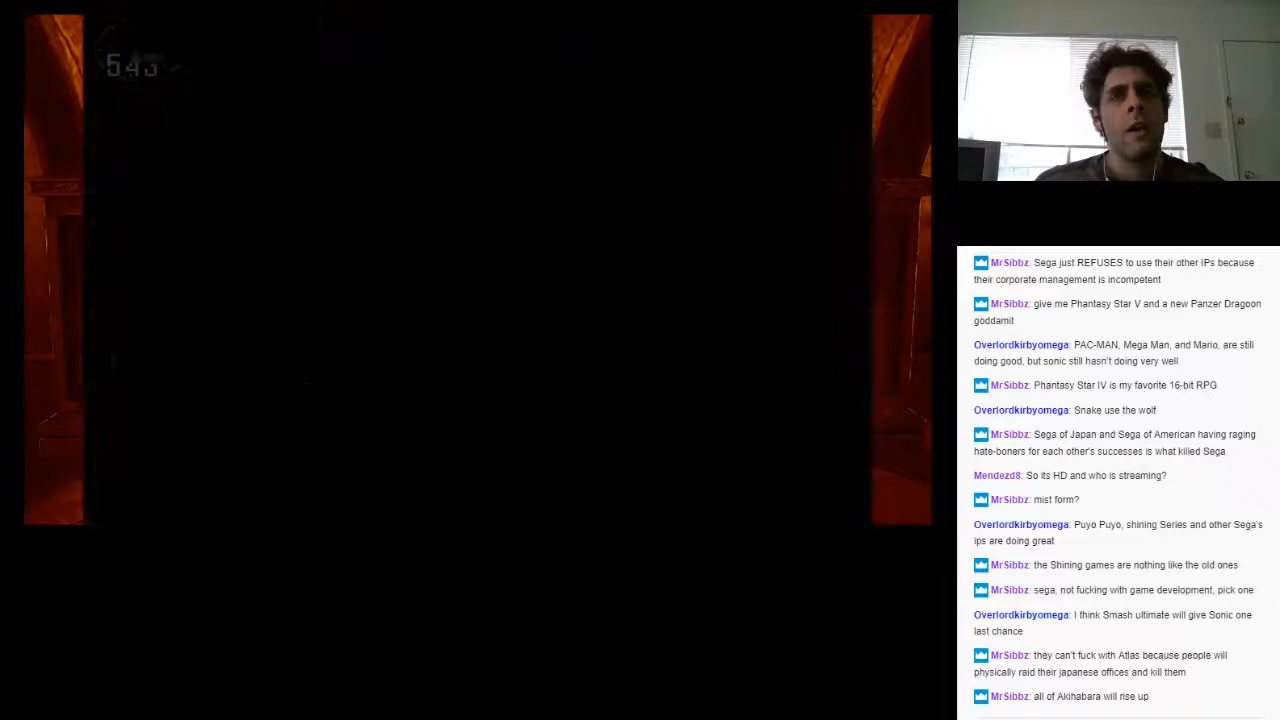 543
MrSibbz: Sega just REFUSES to use their other IPs because
their corporate management is incompetent
MrSibbz: give me Phantasy Star V and a new Panzer Dragoon
goddamit
Overlordkirbyomega: PAC-MAN, Mega Man, and Mario, are still
doing good, but sonic still hasn't doing very well
MrSibbz: Phantasy Star IV is my favorite 16-bit RPG
Overlordkirbyomega: Snake use the wolf
MrSibbz: Sega of Japan and Sega of American having raging
hate-boners for each other's successes is what killed Sega
Mendezd8: So its HD and who is streaming?
MrSibbz: mist form?
Overlordkirbyomega: Puyo Puyo, shining Series and other Sega's
ips are doing great
MrSibbz: the Shining games are nothing like the old ones
MrSibbz: sega, not fucking with game development, pick one
Overlordkirbyomega: I think Smash ultimate will give Sonic one
last chance
MrSibbz: they can't fuck with Atlas because people will
physically raid their japanese offices and kill them
MrSibbz: all of Akihabara will rise up